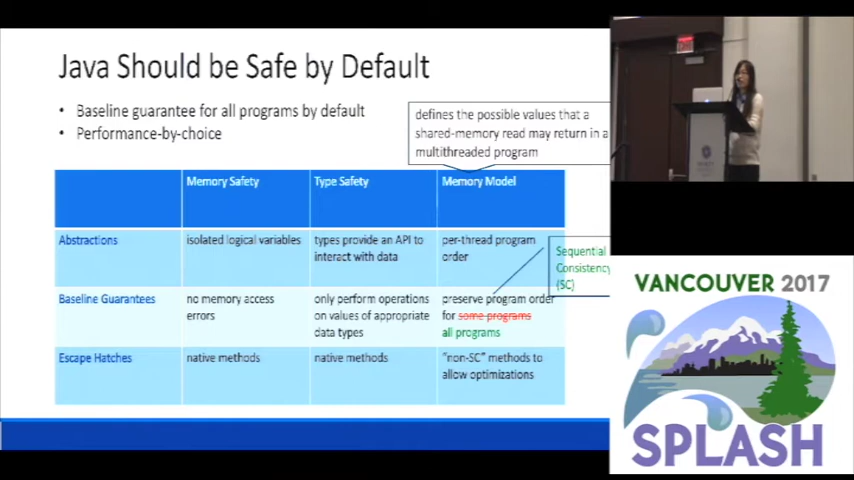 Java Should be Safe by Default
• Baseline guarantee for all programs by default
• Performance-by-choice
defines the possible values that a
shared-memory read may return in a
multithreaded program
Memory Safety
Type Safety
Memory Model
Abstractions
isolated logical variables
types provide an API to
interact with data
per-thread program
order
Sequential
Consistency
(SC)
Baseline Guarantees
no memory access
errors
only perform operations
on values of appropriate
data types
preserve program order
for some programs
all programs
Escape Hatches
native methods
native methods
"non-SC" methods to
allow optimizations
EXIT
VANCOUVER 2017
SPLASH